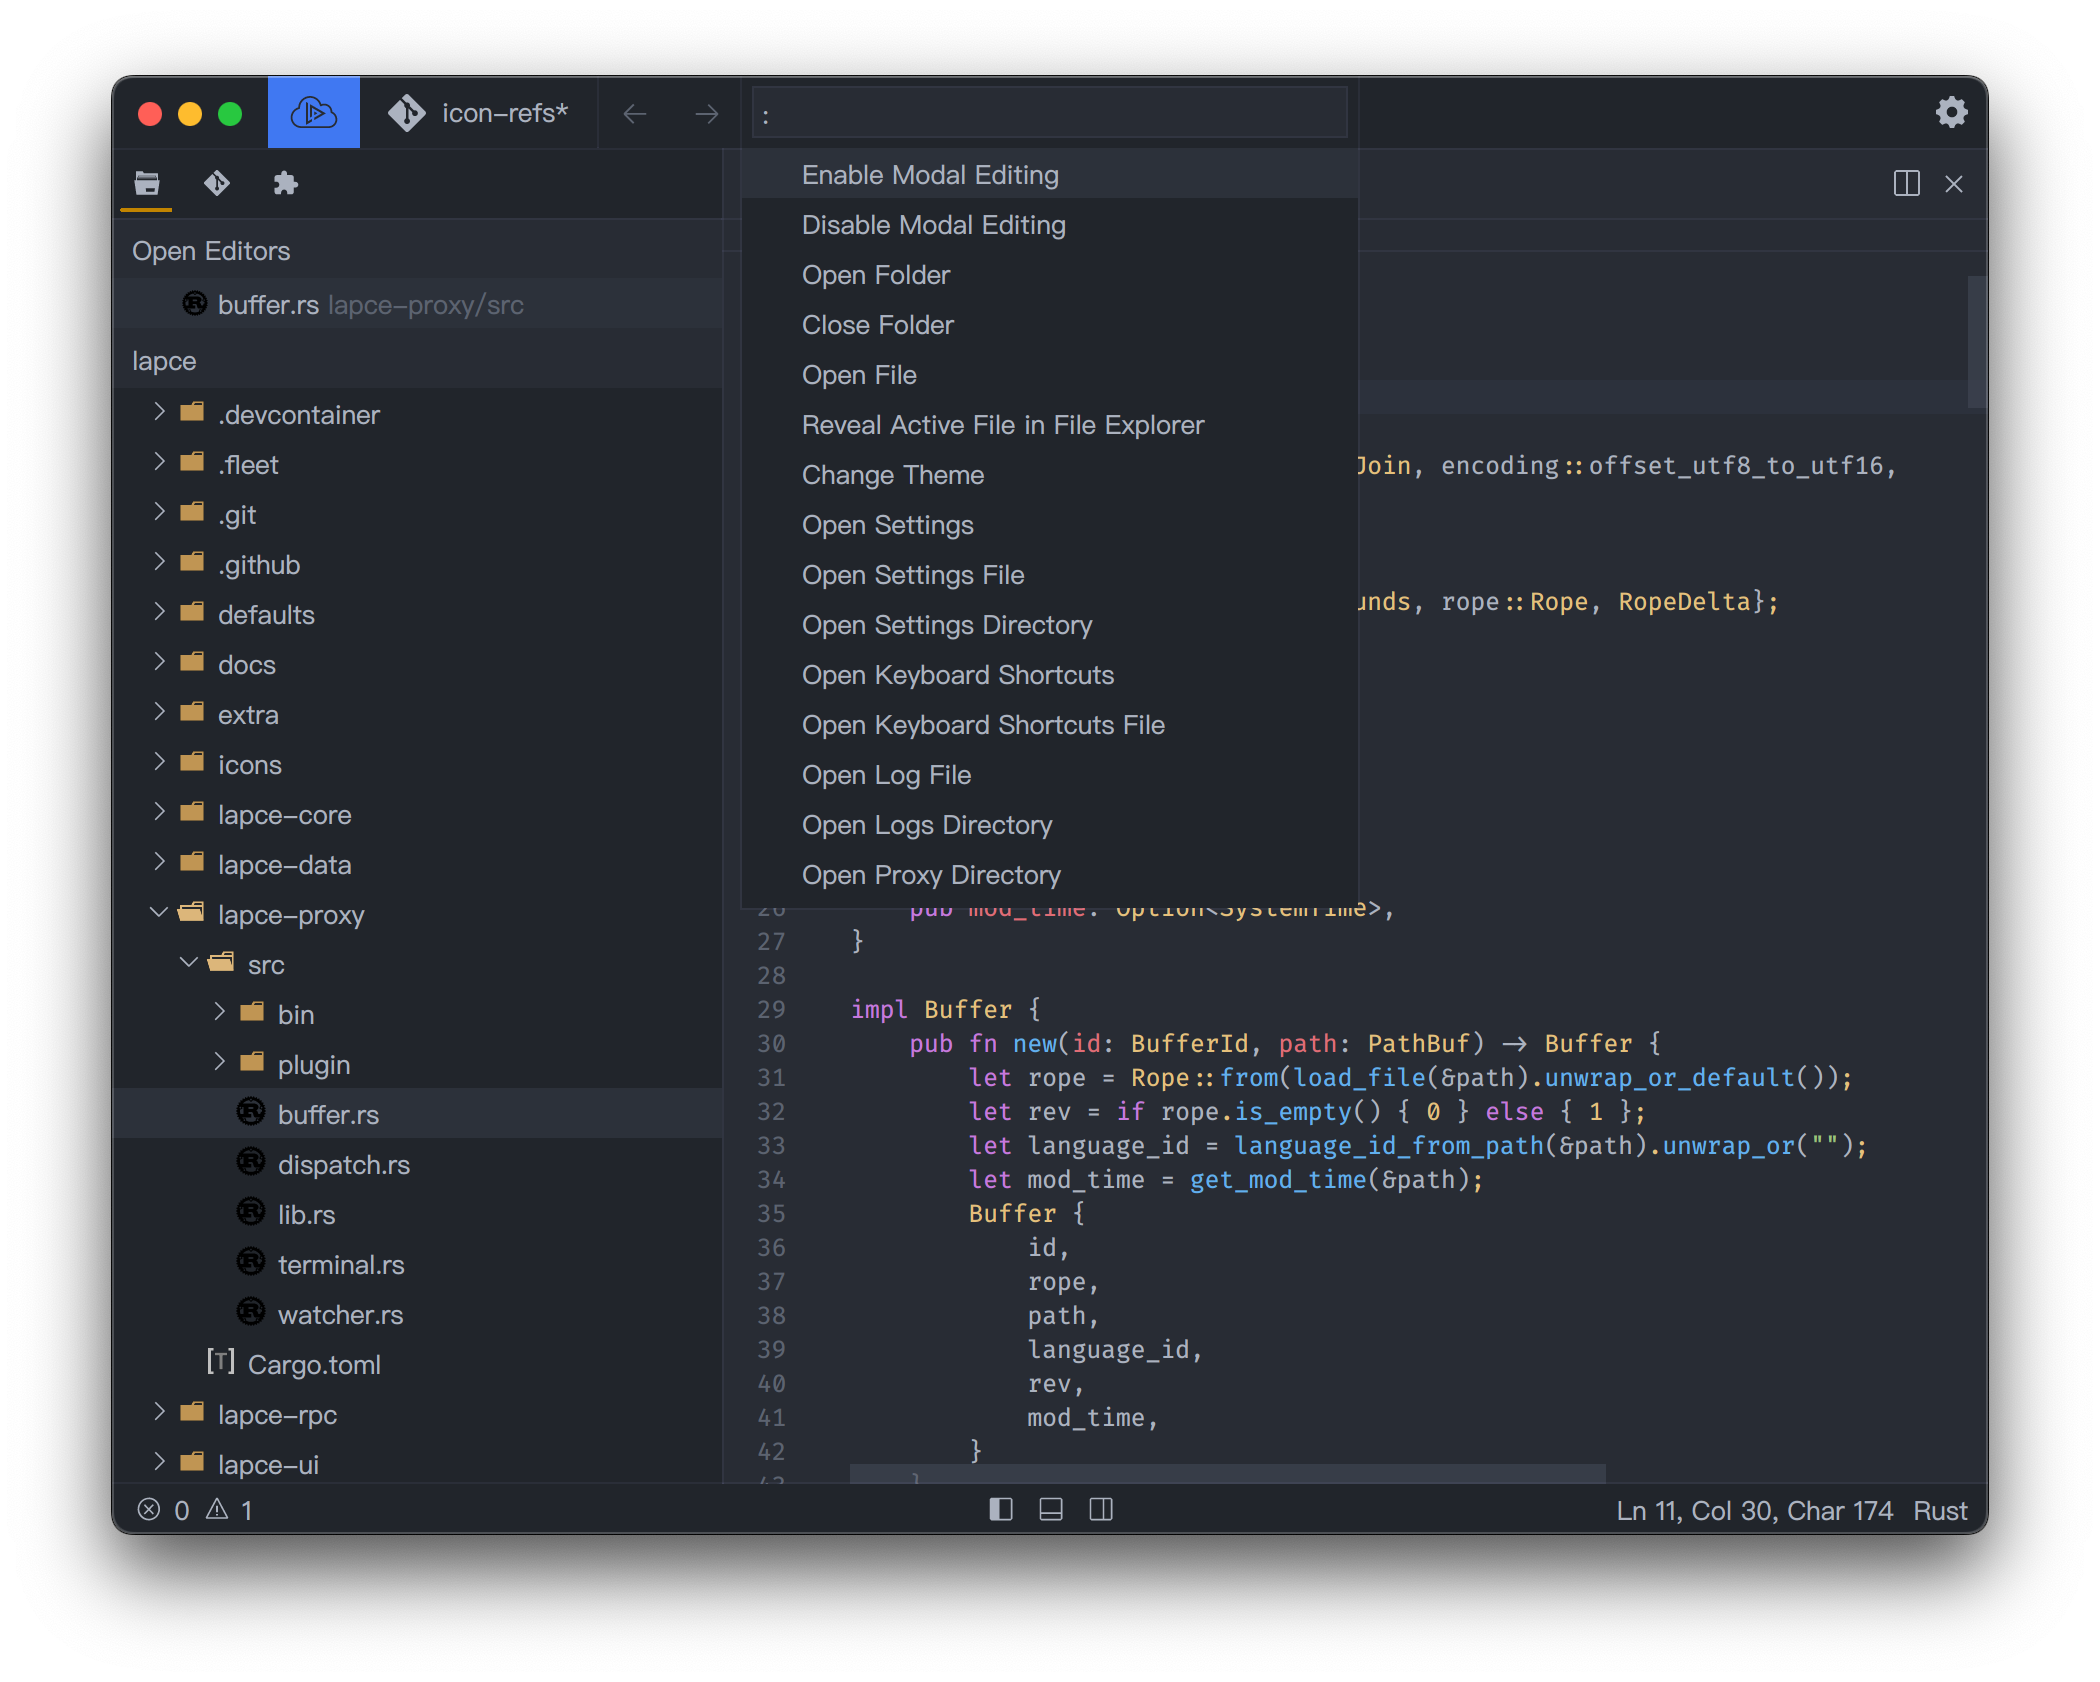 icon-refs*
:
Enable Modal Editing
Disable Modal Editing
Open Folder
Close Folder
Open File
Reveal Active File in File Explorer
Change Theme
Open Settings
Open Settings File
Open Settings Directory
Open Keyboard Shortcuts
Open Keyboard Shortcuts File
Open Log File
Open Logs Directory
Open Proxy Directory
Open Editors
buffer.rs lapce-proxy/src
lapce
.devcontainer
.fleet
.git
.github
defaults
docs
extra
icons
lapce-core
lapce-data
lapce-proxy
src
bin
plugin
buffer.rs
dispatch.rs
lib.rs
terminal.rs
watcher.rs
[T] Cargo.toml
lapce-rpc
lapce-ui
Join, encoding::offset_utf8_to_utf16,
unds, rope::Rope, RopeDelta};
26 pub mod_time: Option<SystemTime>,
27 }
28
29 impl Buffer {
30 pub fn new(id: BufferId, path: PathBuf) -> Buffer {
31 let rope = Rope::from(load_file(&path).unwrap_or_default());
32 let rev = if rope.is_empty() { 0 } else { 1 };
33 let language_id = language_id_from_path(&path).unwrap_or("");
34 let mod_time = get_mod_time(&path);
35 Buffer {
36 id,
37 rope,
38 path,
39 language_id,
40 rev,
41 mod_time,
42 }
43 }
0 1
Ln 11, Col 30, Char 174 Rust